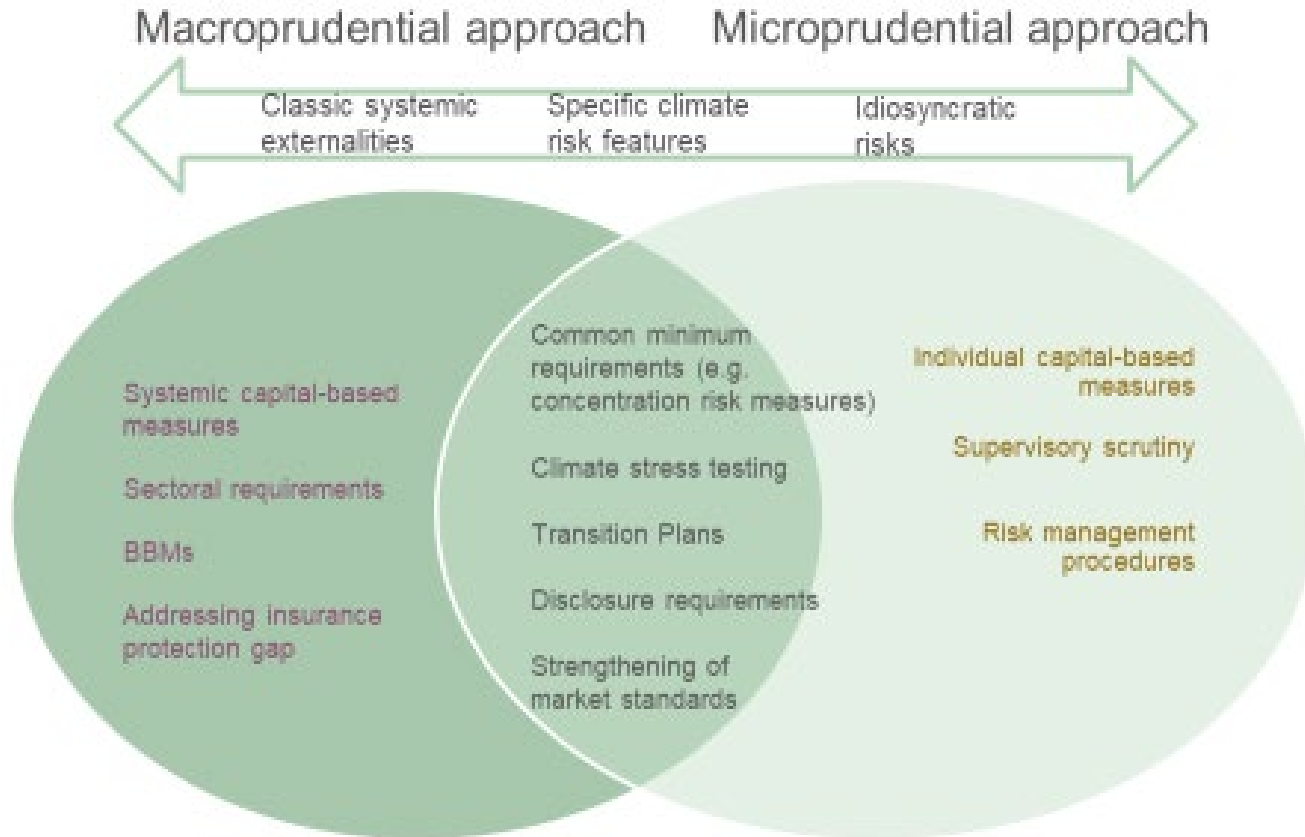 Macroprudential approach
Microprudential approach
Classic systemic
externalities
Specific climate
risk features
Idiosyncratic
risks
Systemic capital-based
measures
Sectoral requirements
BBMs
Addressing insurance
protection gap
Common minimum
requirements (e.g.
concentration risk measures)
Climate stress testing
Transition Plans
Disclosure requirements
Strengthening of
market standards
Individual capital-based
measures
Supervisory scrutiny
Risk management
procedures